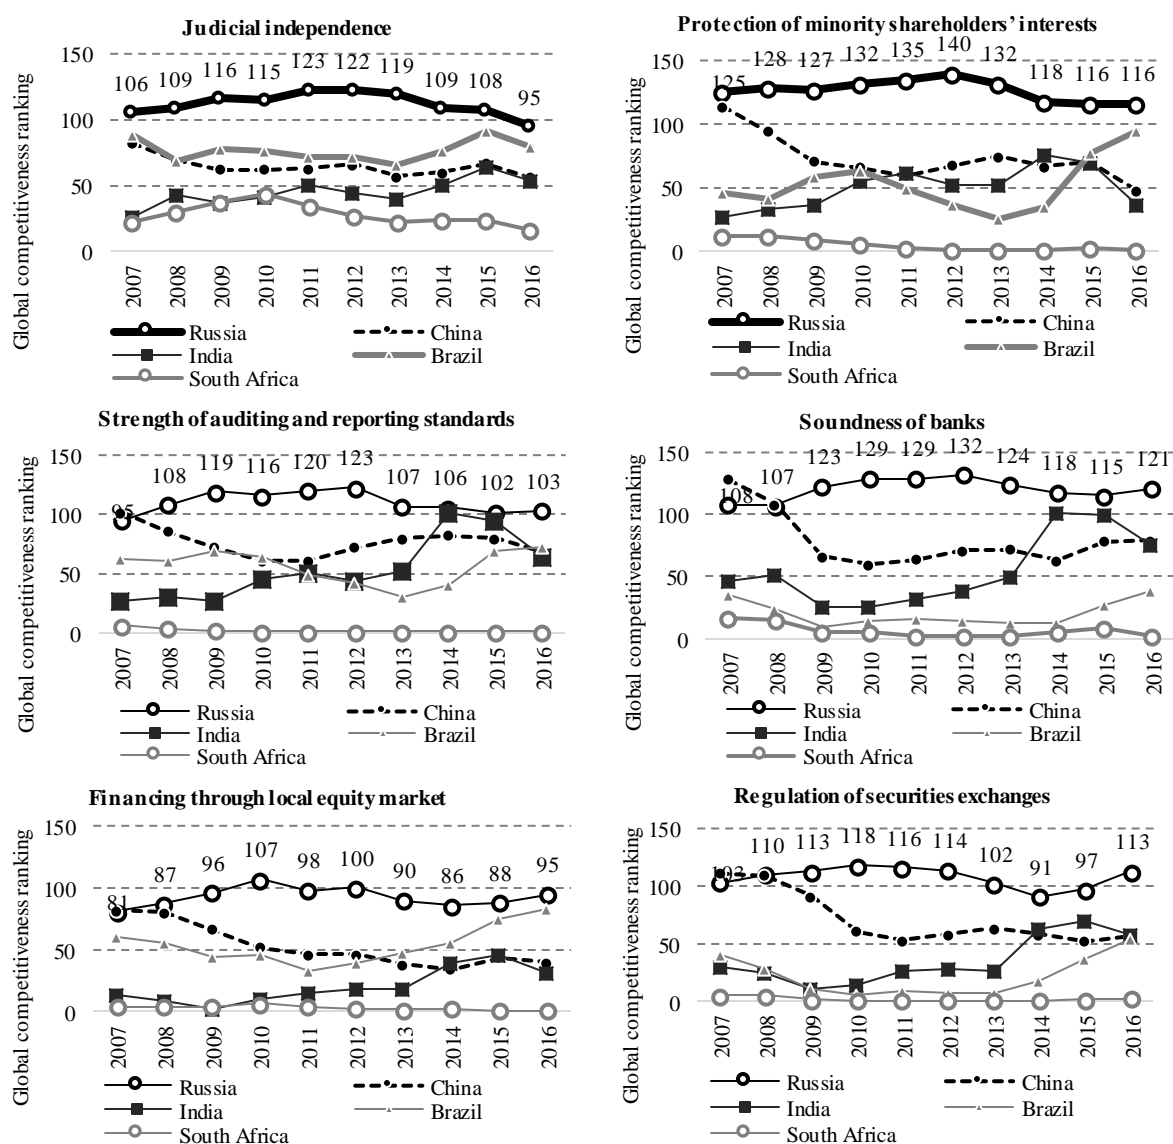 Judicial independence
Global competitiveness ranking
150
100
50
0
106 109 116 115 123 122 119 109 108 95
2007 2008 2009 2010 2011 2012 2013 2014 2015 2016
Russia China
India Brazil
South Africa
Protection of minority shareholders' interests
Global competitiveness ranking
150
100
50
0
125 128 127 132 135 140 132 118 116 116
2007 2008 2009 2010 2011 2012 2013 2014 2015 2016
Russia China
India Brazil
South Africa
Strength of auditing and reporting standards
Global competitiveness ranking
150
100
50
0
95 108 119 116 120 123 107 106 102 103
2007 2008 2009 2010 2011 2012 2013 2014 2015 2016
Russia China
India Brazil
South Africa
Soundness of banks
Global competitiveness ranking
150
100
50
0
108 107 123 129 129 132 124 118 115 121
2007 2008 2009 2010 2011 2012 2013 2014 2015 2016
Russia China
India Brazil
South Africa
Financing through local equity market
Global competitiveness ranking
150
100
50
0
81 87 96 107 98 100 90 86 88 95
2007 2008 2009 2010 2011 2012 2013 2014 2015 2016
Russia China
India Brazil
South Africa
Regulation of securities exchanges
Global competitiveness ranking
150
100
50
0
103 110 113 118 116 114 102 91 97 113
2007 2008 2009 2010 2011 2012 2013 2014 2015 2016
Russia China
India Brazil
South Africa